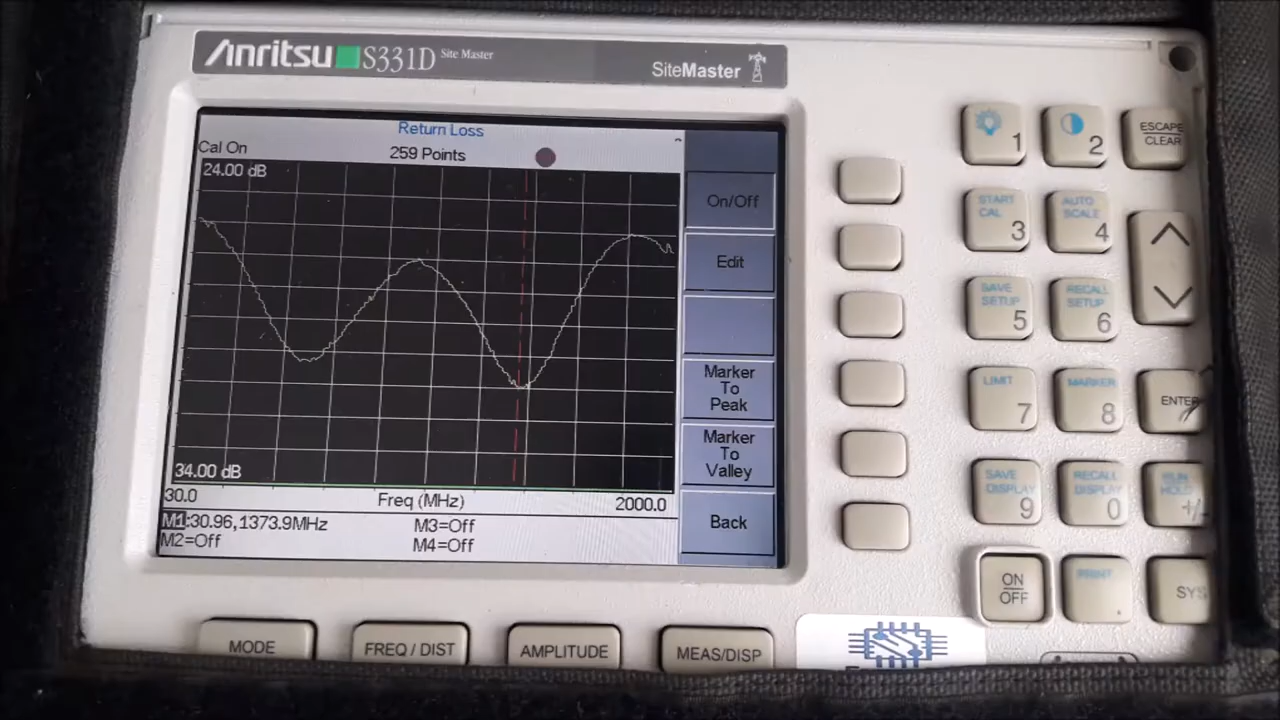 Anritsu S331D Site Master
SiteMaster
Return Loss
Cal On
259 Points
24.00 dB
34.00 dB
30.0
Freq (MHz)
2000.0
M1:30.96,1373.9MHz
M3=Off
M2=Off
M4=Off
On/Off
Edit
Marker
To
Peak
Marker
To
Valley
Back
1
2
ESCAPE
CLEAR
START
CAL
3
AUTO
SCALE
4
SAVE
SETUP
5
RECALL
SETUP
6
LIMIT
7
MARKER
8
ENTER
SAVE
DISPLAY
9
RECALL
DISPLAY
0
RUN
HOLD
+/-
ON
OFF
PRINT
.
SYS
MODE
FREQ / DIST
AMPLITUDE
MEAS/DISP